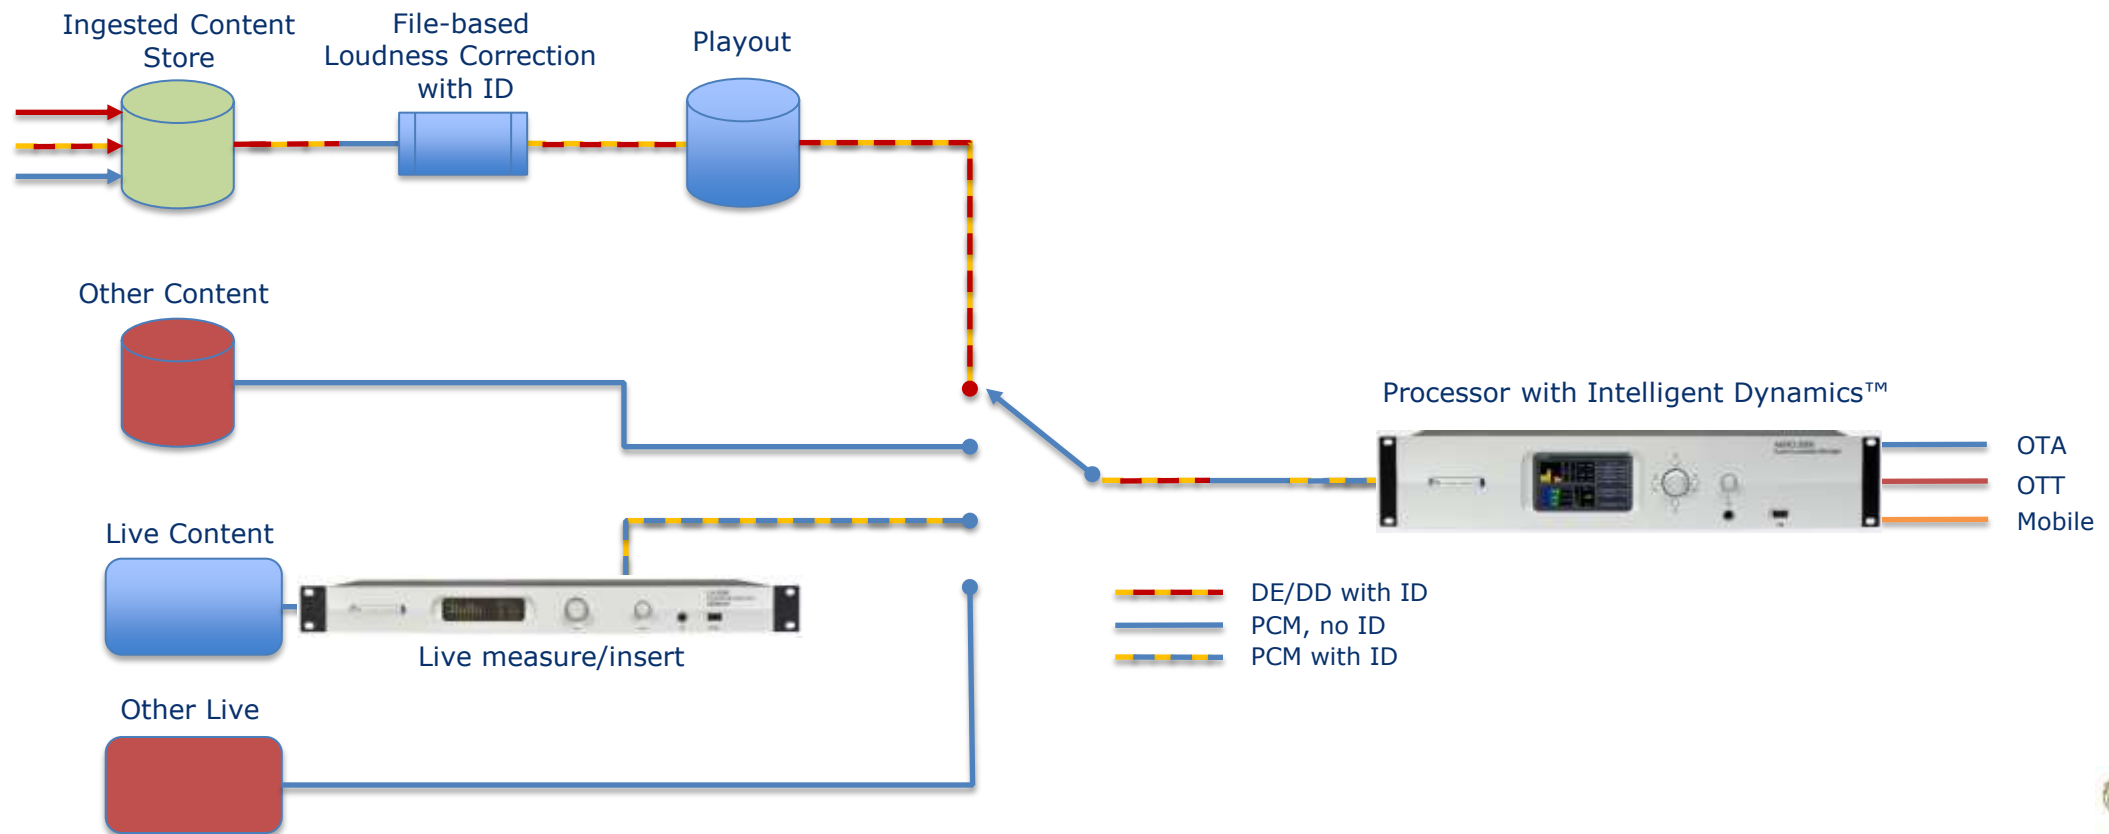 Ingested Content
Store
File-based
Loudness Correction
with ID
Playout
Other Content
Processor with Intelligent Dynamics™
OTA
OTT
Mobile
Live Content
Live measure/insert
DE/DD with ID
PCM, no ID
PCM with ID
Other Live